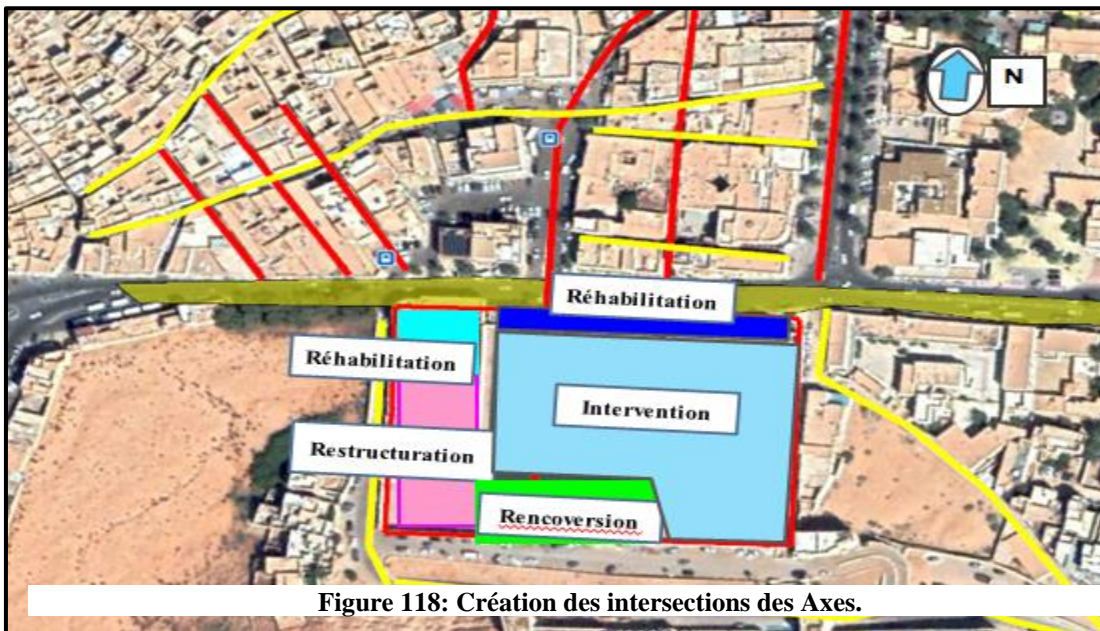 N
Réhabilitation
Réhabilitation
Intervention
Restructuration
Rencoversion
Figure 118: Création des intersections des Axes.